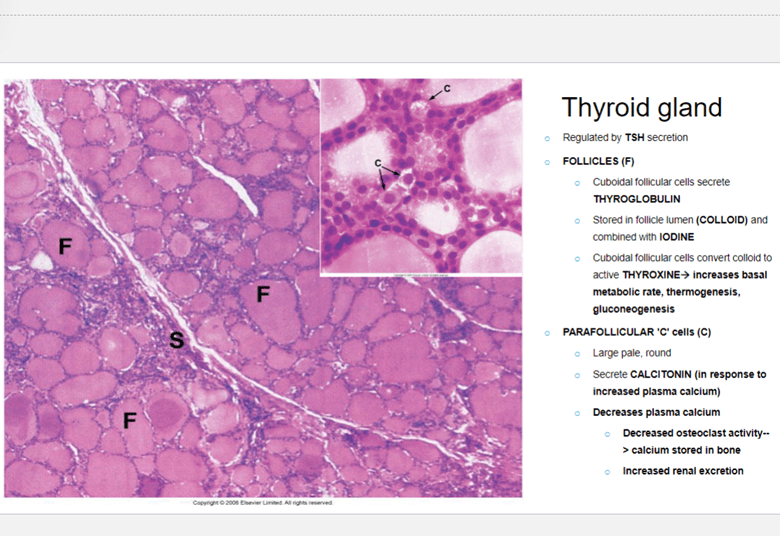 C
C
F
F
S
F
Copyright © 2006 Elsevier Limited. All rights reserved.
Thyroid gland
Regulated by TSH secretion
FOLLICLES (F)
Cuboidal follicular cells secrete
THYROGLOBULIN
Stored in follicle lumen (COLLOID) and
combined with IODINE
Cuboidal follicular cells convert colloid to
active THYROXINE→ increases basal
metabolic rate, thermogenesis,
gluconeogenesis
PARAFOLLICULAR 'C' cells (C)
Large pale, round
Secrete CALCITONIN (in response to
increased plasma calcium)
Decreases plasma calcium
Decreased osteoclast activity--
> calcium stored in bone
Increased renal excretion